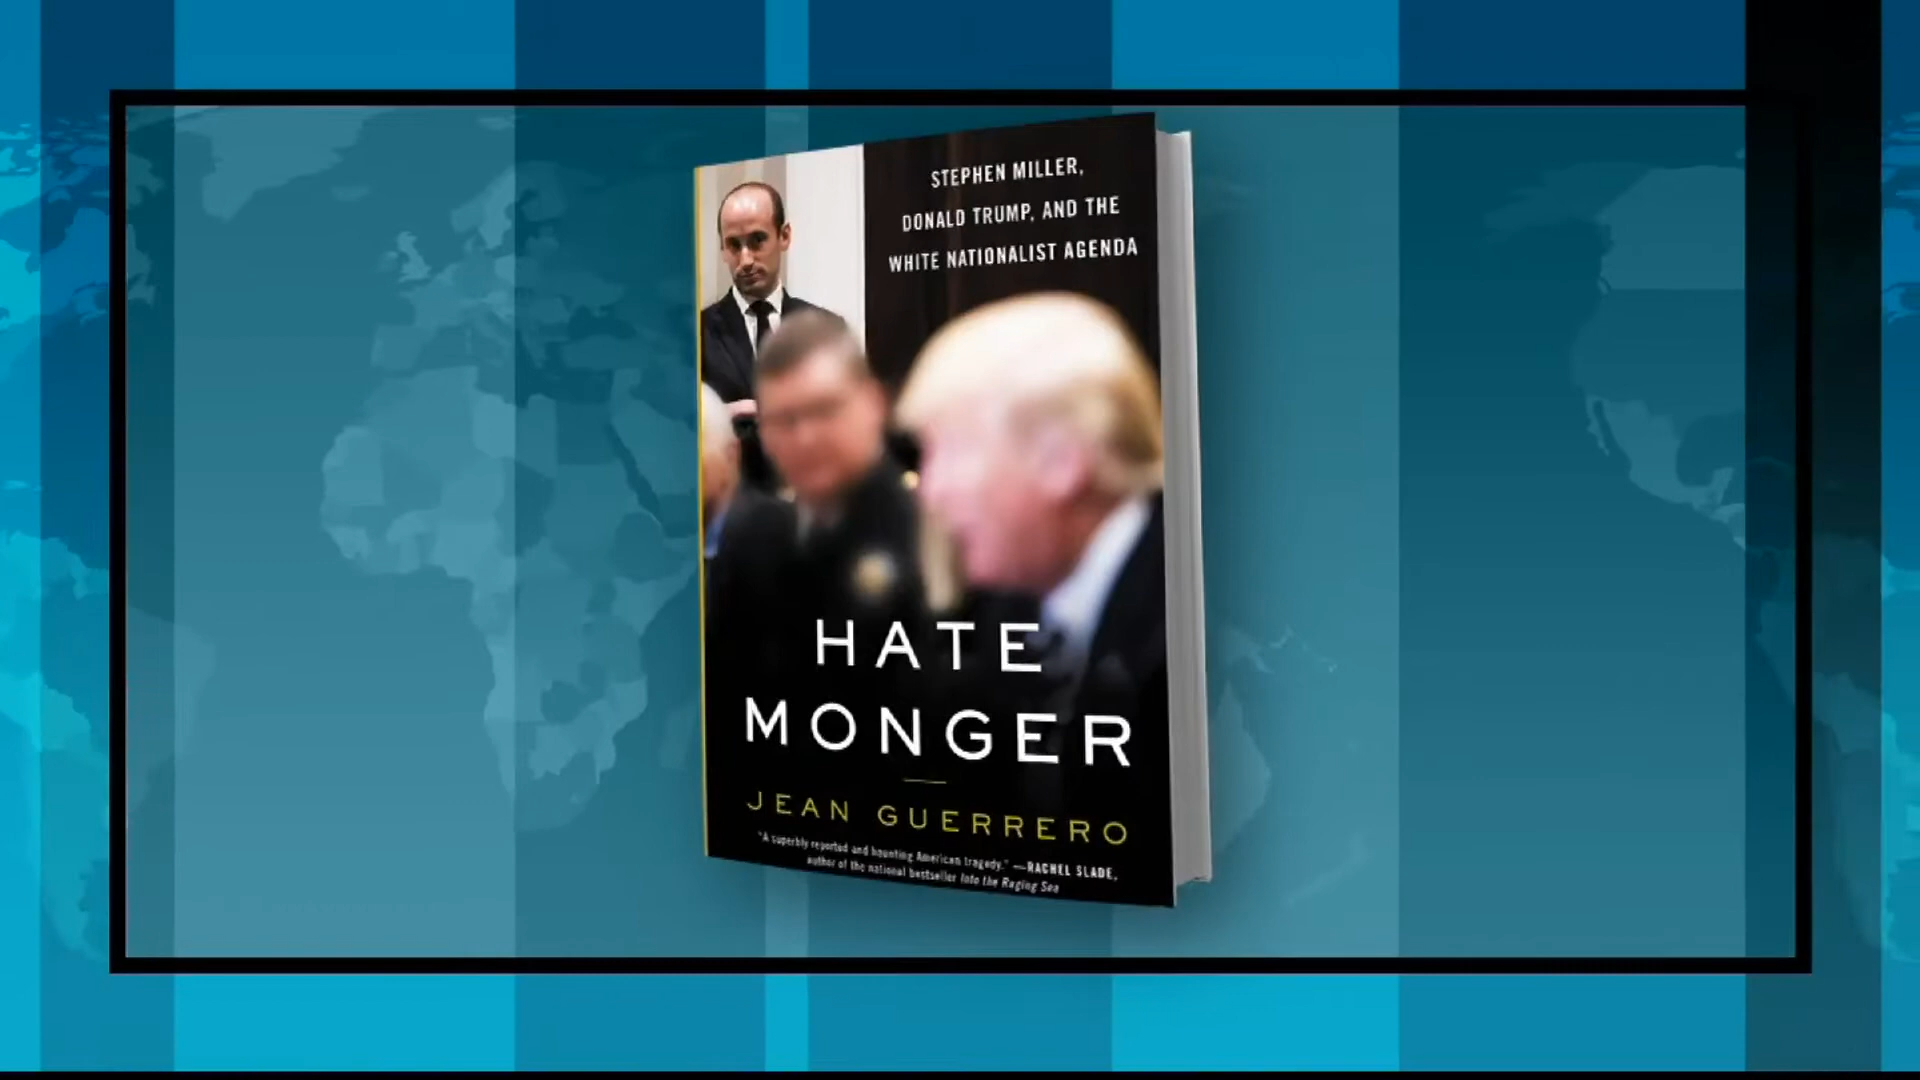 STEPHEN MILLER,
DONALD TRUMP, AND THE
WHITE NATIONALIST AGENDA
HATE
MONGER
JEAN GUERRERO
"A superbly reported and haunting American tragedy." —RACHEL SLADE,
author of the national bestseller Into the Raging Sea